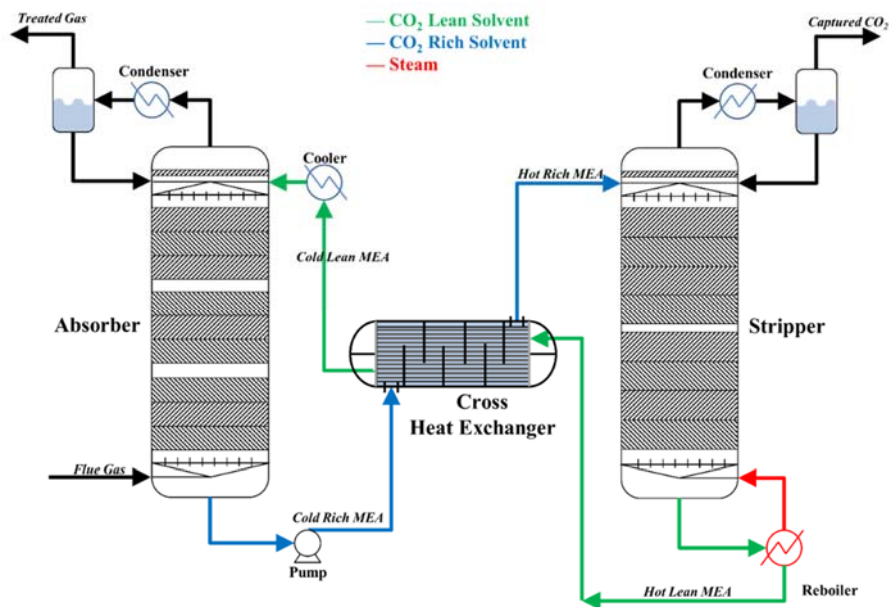 Treated Gas
— CO₂ Lean Solvent
Captured CO₂
— CO₂ Rich Solvent
— Steam
Condenser
Condenser
Cooler
Hot Rich MEA
Cold Lean MEA
Absorber
Stripper
Cross
Heat Exchanger
Flue Gas
Cold Rich MEA
Pump
Hot Lean MEA
Reboiler